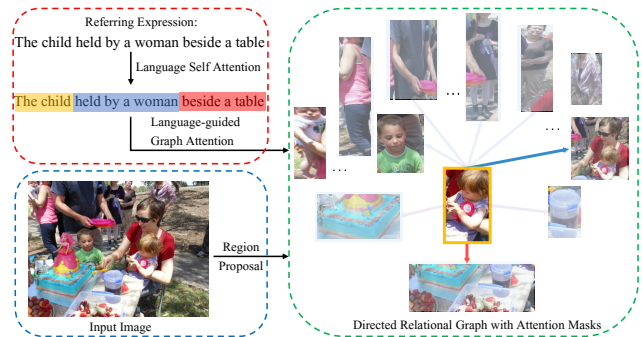 Referring Expression:
The child held by a woman beside a table
Language Self Attention
The child held by a woman beside a table
Language-guided
Graph Attention
Region
Proposal
Input Image
...
...
...
...
Directed Relational Graph with Attention Masks